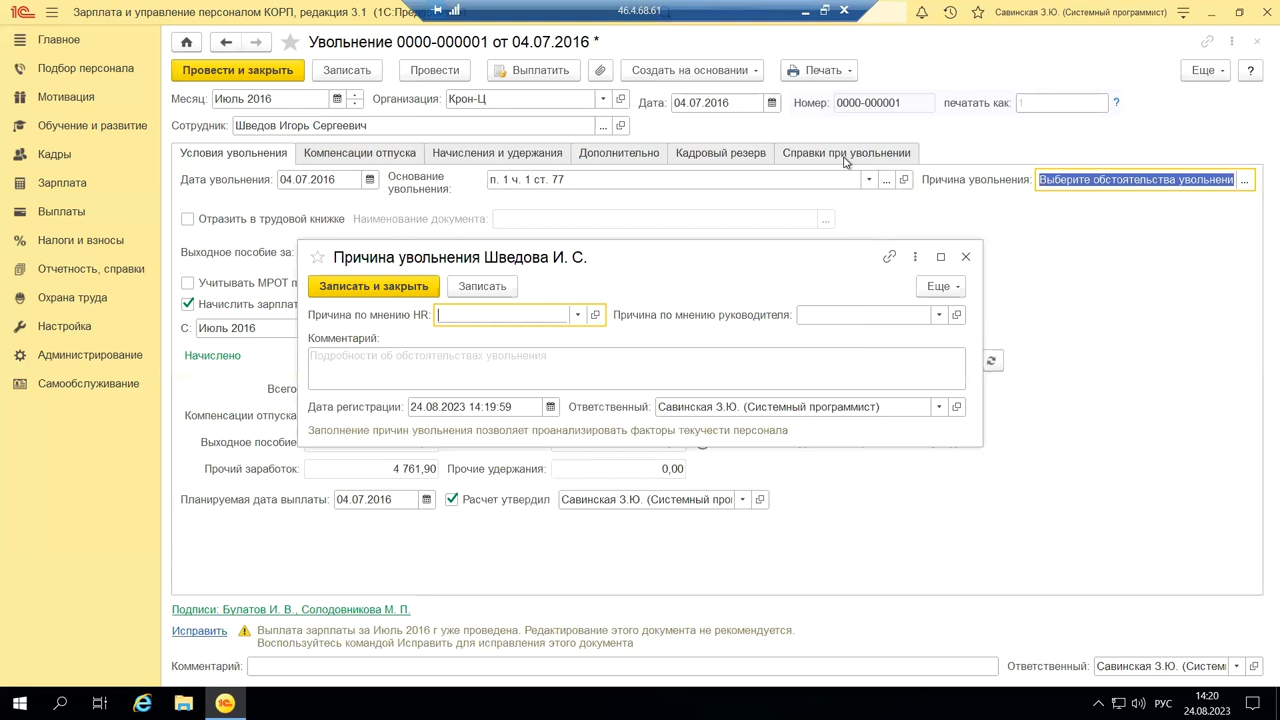 Зарплата и управление персоналом КОРП, редакция 3.1 (1С:Пре
46.4.68.61
Савинская З.Ю. (Системный программист)
Главное
Подбор персонала
Мотивация
Обучение и развитие
Кадры
Зарплата
Выплаты
Налоги и взносы
Отчетность, справки
Охрана труда
Настройка
Администрирование
Самообслуживание
Увольнение 0000-000001 от 04.07.2016 *
Провести и закрыть Записать Провести Выплатить Создать на основании Печать Еще ?
Месяц: Июль 2016 Организация: Крон-Ц Дата: 04.07.2016 Номер: 0000-000001 печатать как: 1 ?
Сотрудник: Шведов Игорь Сергеевич
Условия увольнения Компенсации отпуска Начисления и удержания Дополнительно Кадровый резерв Справки при увольнении
Дата увольнения: 04.07.2016 Основание увольнения: п. 1 ч. 1 ст. 77 Причина увольнения: Выберите обстоятельства увольнени
Отразить в трудовой книжке Наименование документа:
Выходное пособие за:
Учитывать МРОТ п
Начислить зарплат
С: Июль 2016
Начислено
Всего
Компенсации отпуска
Выходное пособие
Причина увольнения Шведова И. С.
Записать и закрыть Записать Еще
Причина по мнению HR: Причина по мнению руководителя:
Комментарий:
Подробности об обстоятельствах увольнения
Дата регистрации: 24.08.2023 14:19:59 Ответственный: Савинская З.Ю. (Системный программист)
Заполнение причин увольнения позволяет проанализировать факторы текучести персонала
Прочий заработок: 4 761,90 Прочие удержания: 0,00
Планируемая дата выплаты: 04.07.2016 Расчет утвердил Савинская З.Ю. (Системный про
Подписи: Булатов И. В., Солодовникова М. П.
Исправить Выплата зарплаты за Июль 2016 г уже проведена. Редактирование этого документа не рекомендуется.
Воспользуйтесь командой Исправить для исправления этого документа
Комментарий: Ответственный: Савинская З.Ю. (Систем
РУС
14:20
24.08.2023